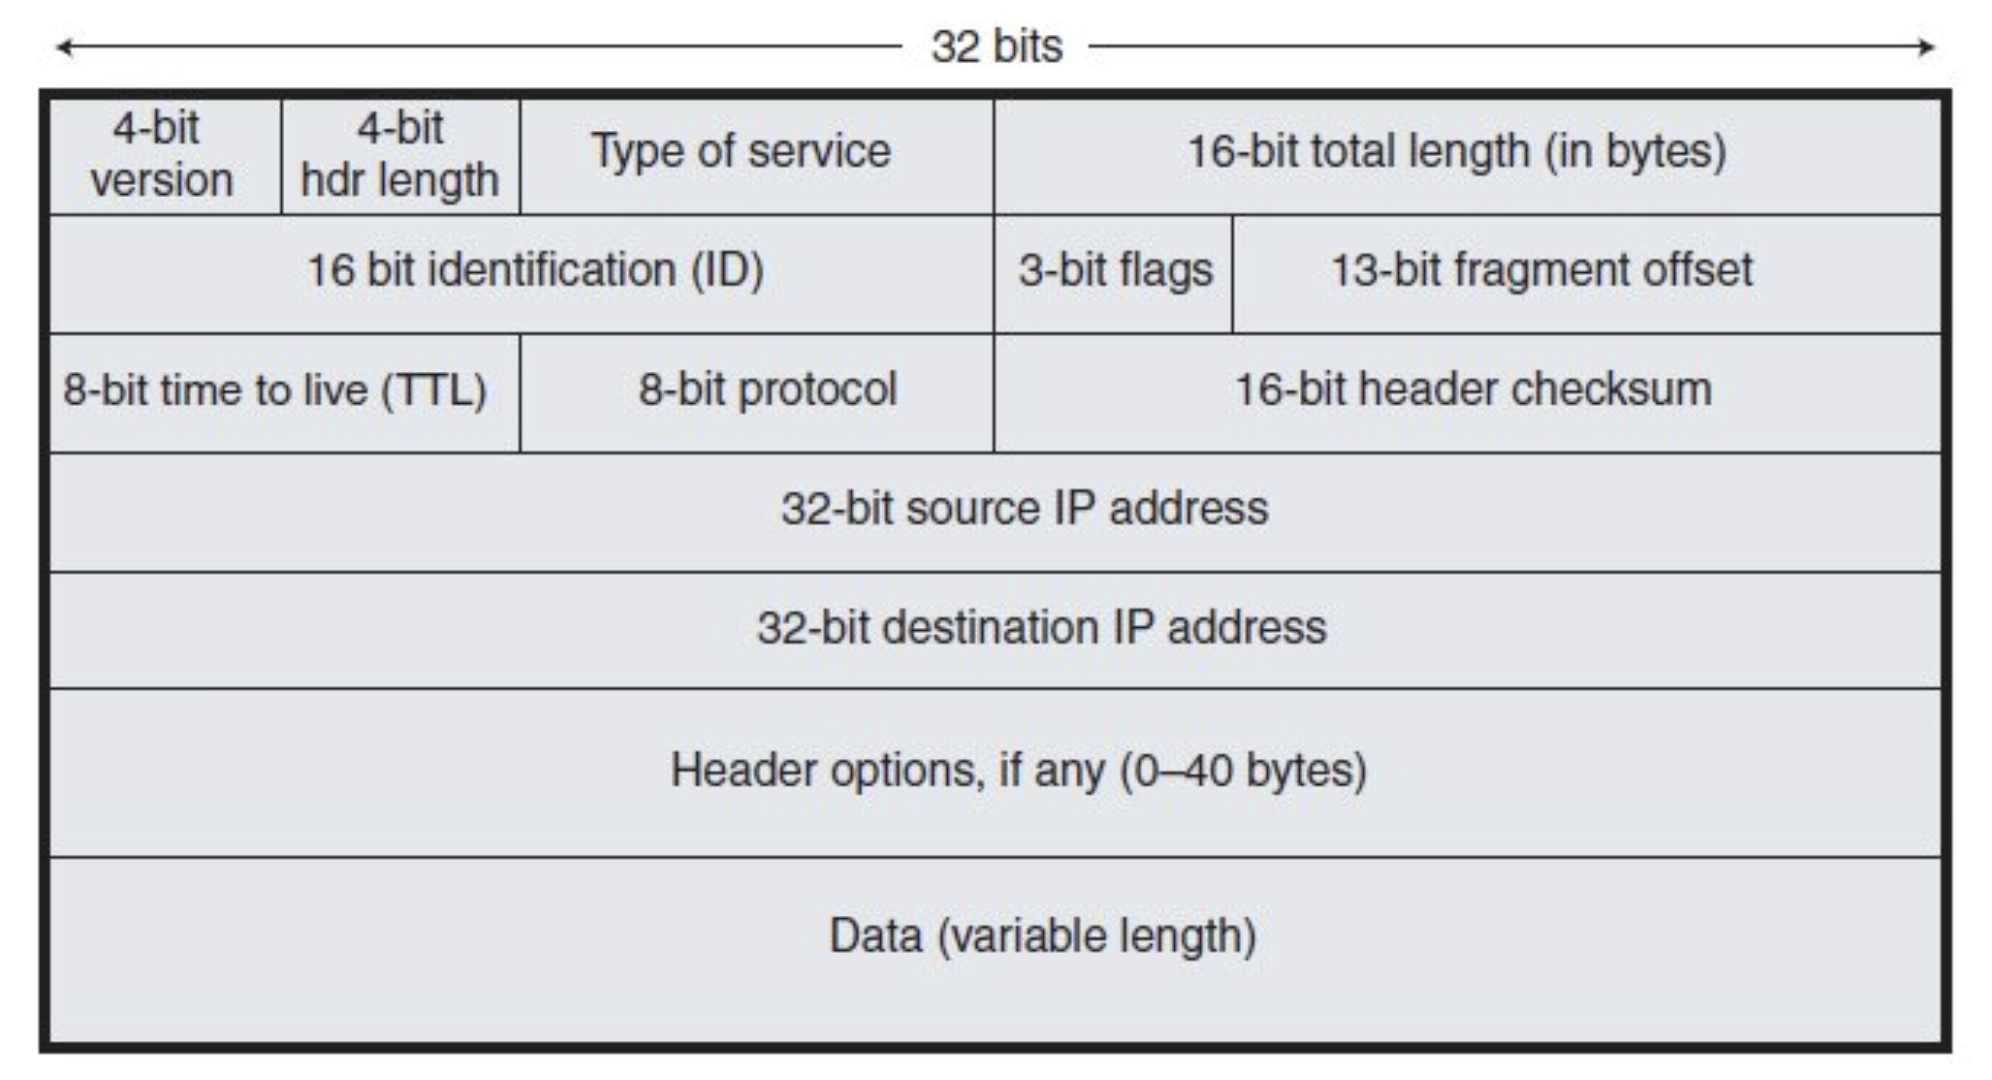 32 bits
4-bit
version
4-bit
hdr length
Type of service
16-bit total length (in bytes)
16 bit identification (ID)
3-bit flags
13-bit fragment offset
8-bit time to live (TTL)
8-bit protocol
16-bit header checksum
32-bit source IP address
32-bit destination IP address
Header options, if any (0–40 bytes)
Data (variable length)